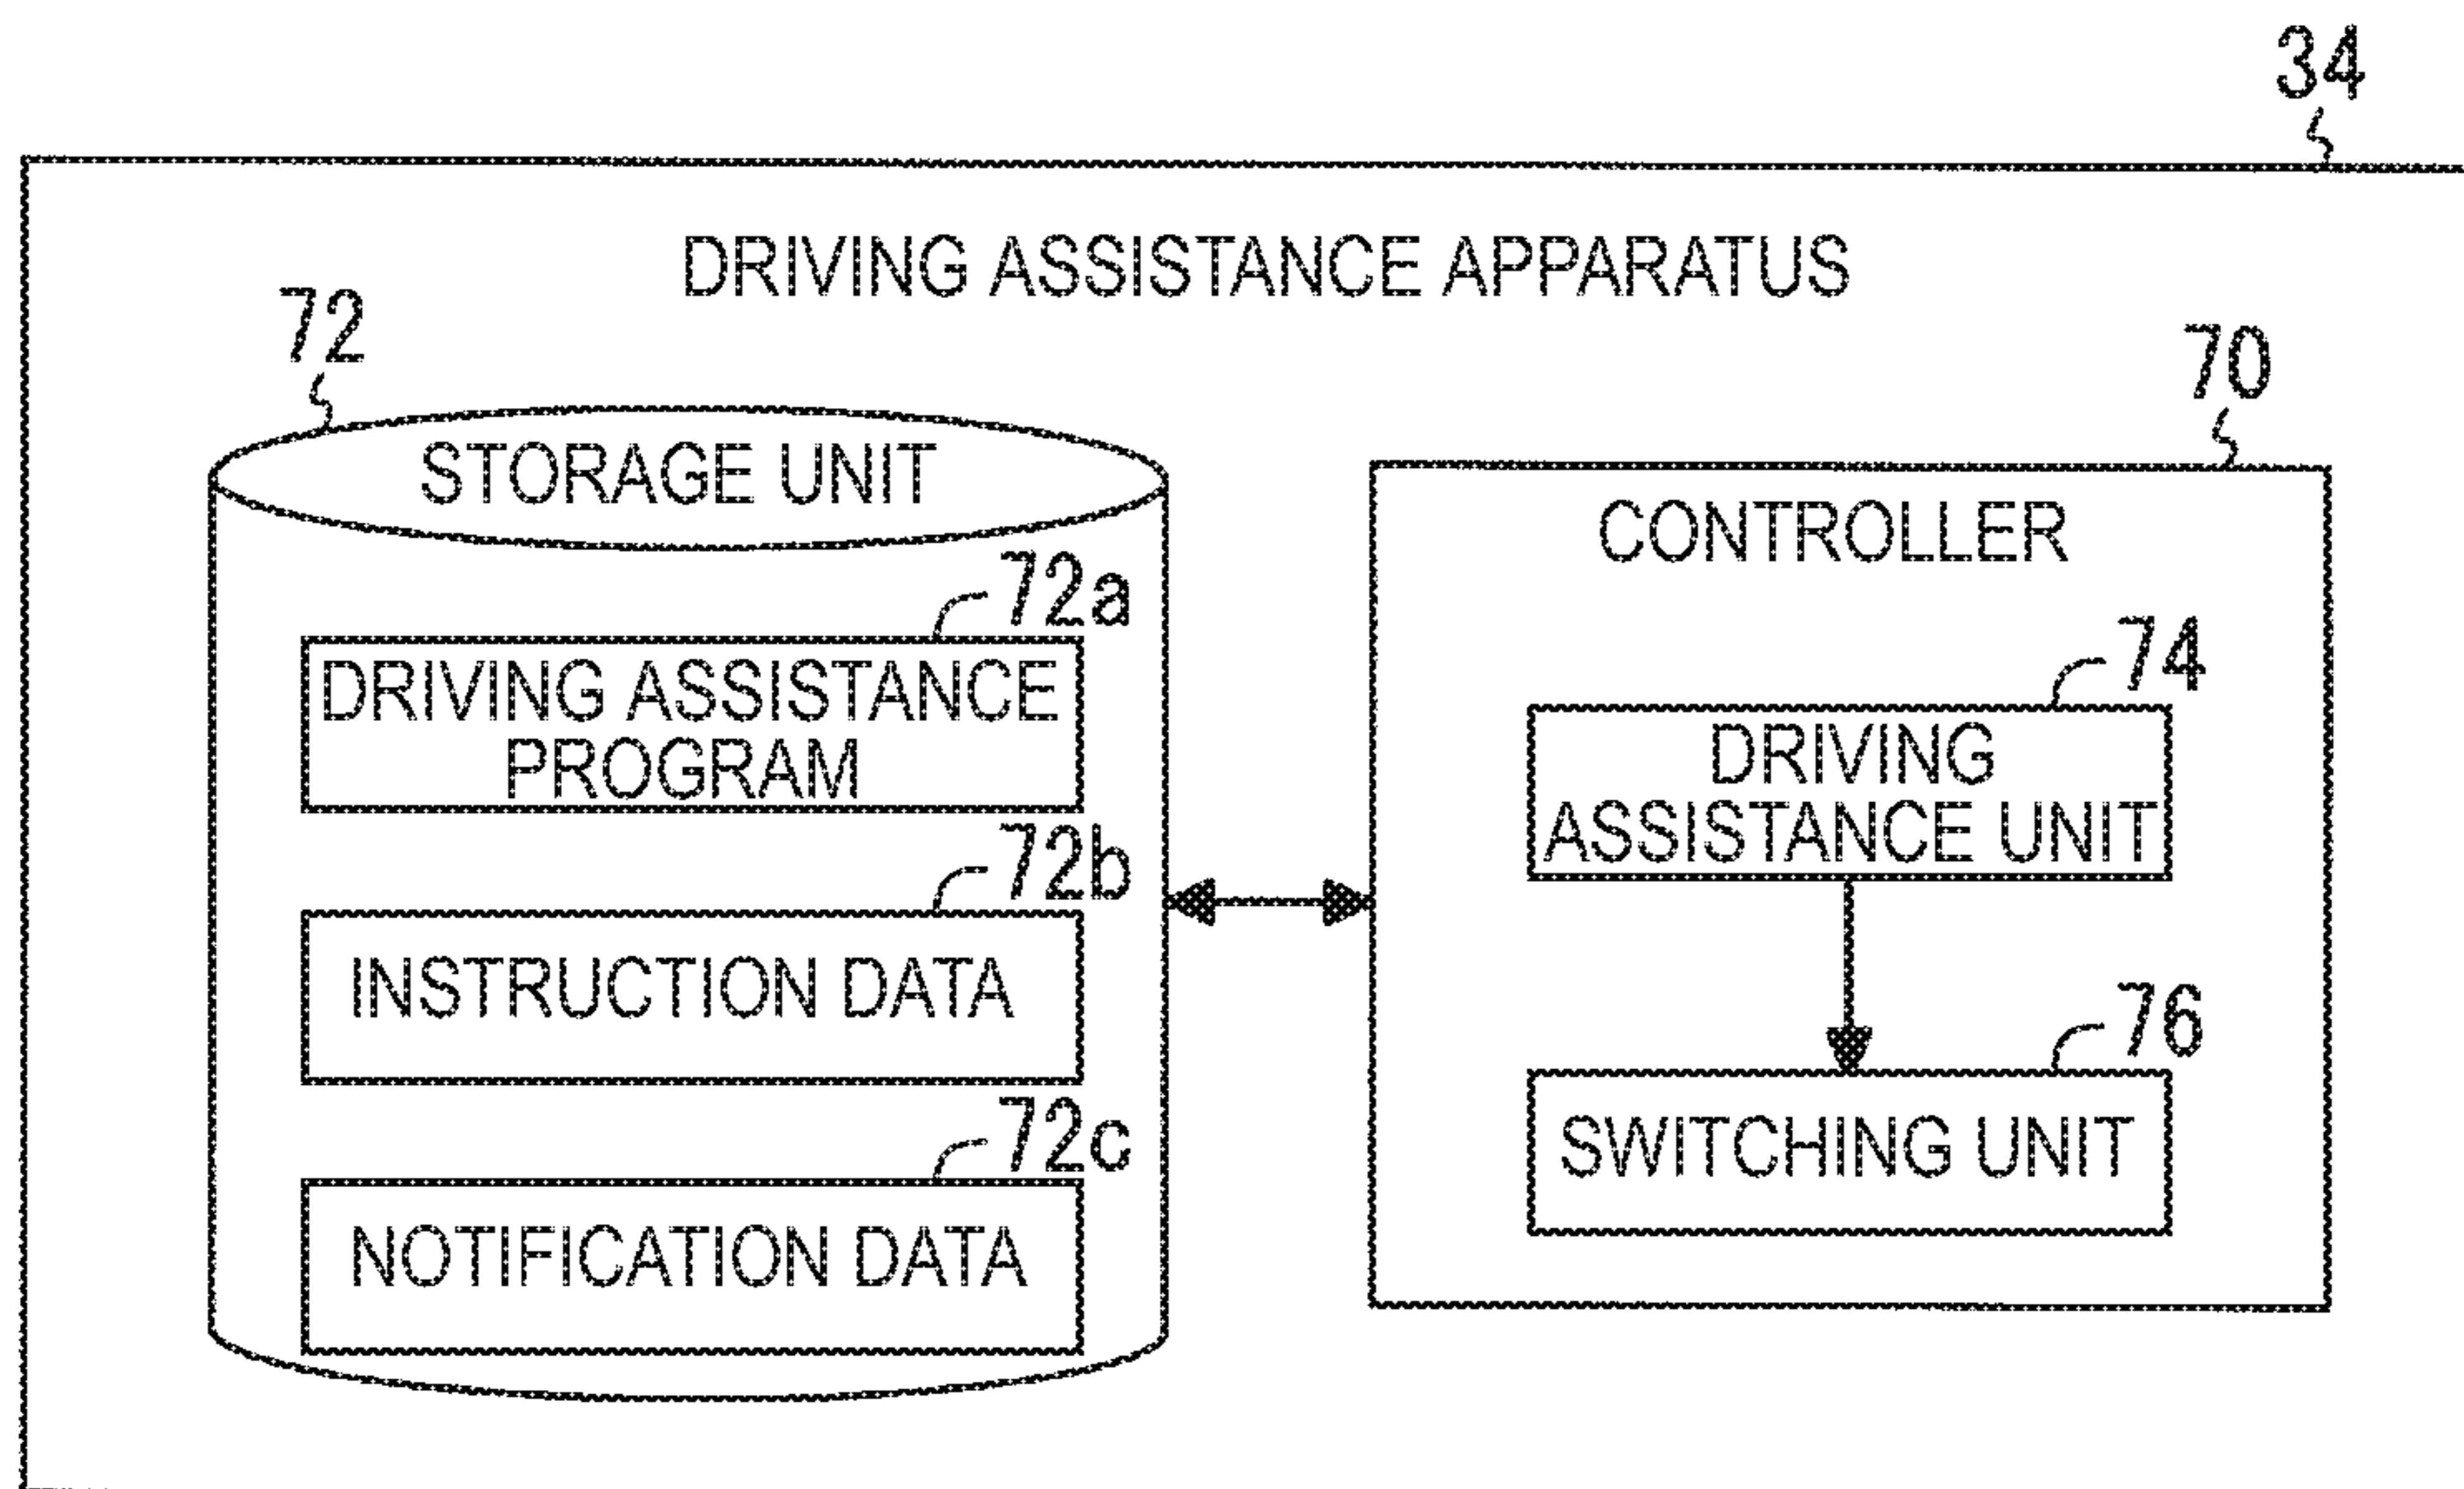 34
DRIVING ASSISTANCE APPARATUS
72
STORAGE UNIT
72a
DRIVING ASSISTANCE
PROGRAM
72b
INSTRUCTION DATA
72c
NOTIFICATION DATA
70
CONTROLLER
74
DRIVING
ASSISTANCE UNIT
76
SWITCHING UNIT